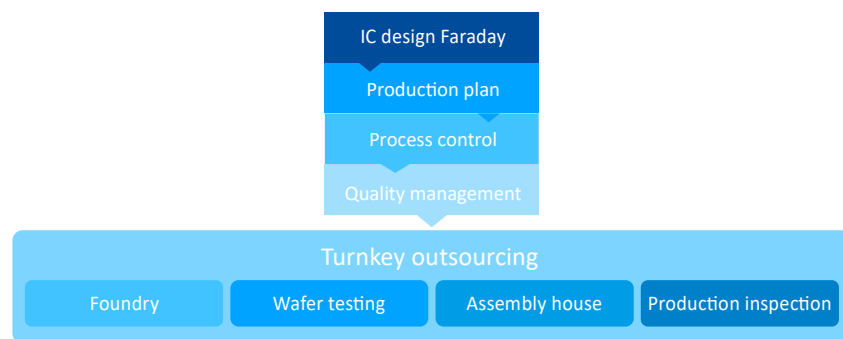 IC design Faraday
Production plan
Process control
Quality management
Turnkey outsourcing
Foundry
Wafer testing
Assembly house
Production inspection